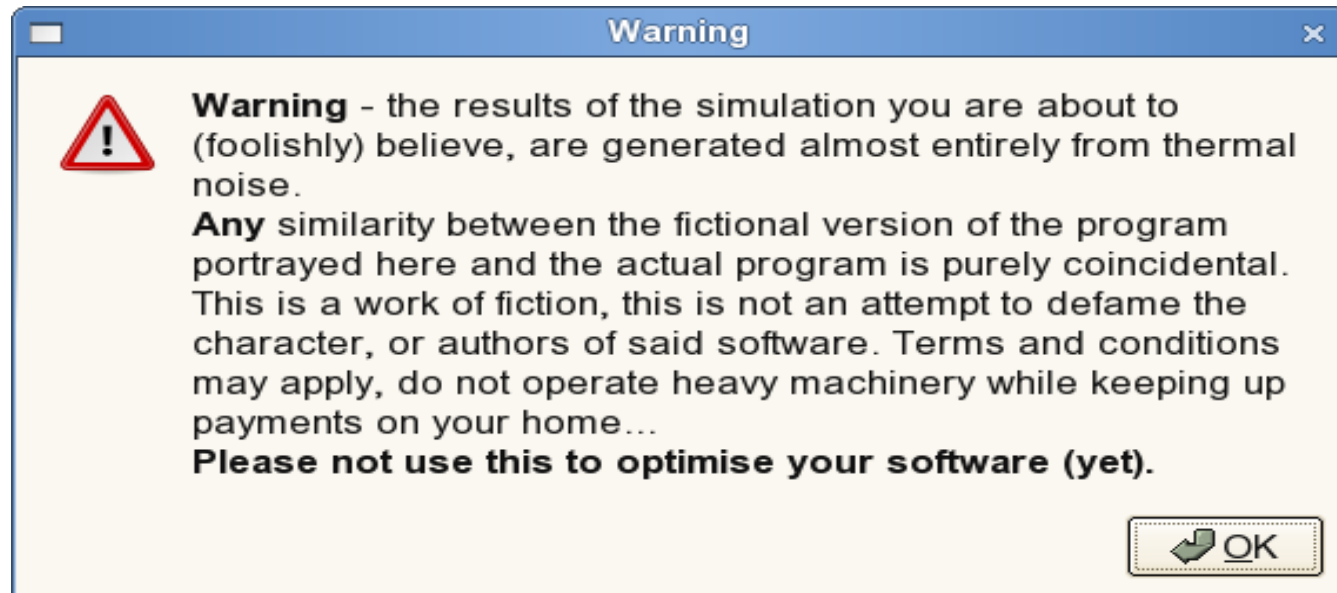 Warning
Warning - the results of the simulation you are about to
(foolishly) believe, are generated almost entirely from thermal
noise.
Any similarity between the fictional version of the program
portrayed here and the actual program is purely coincidental.
This is a work of fiction, this is not an attempt to defame the
character, or authors of said software. Terms and conditions
may apply, do not operate heavy machinery while keeping up
payments on your home...
Please not use this to optimise your software (yet).
OK